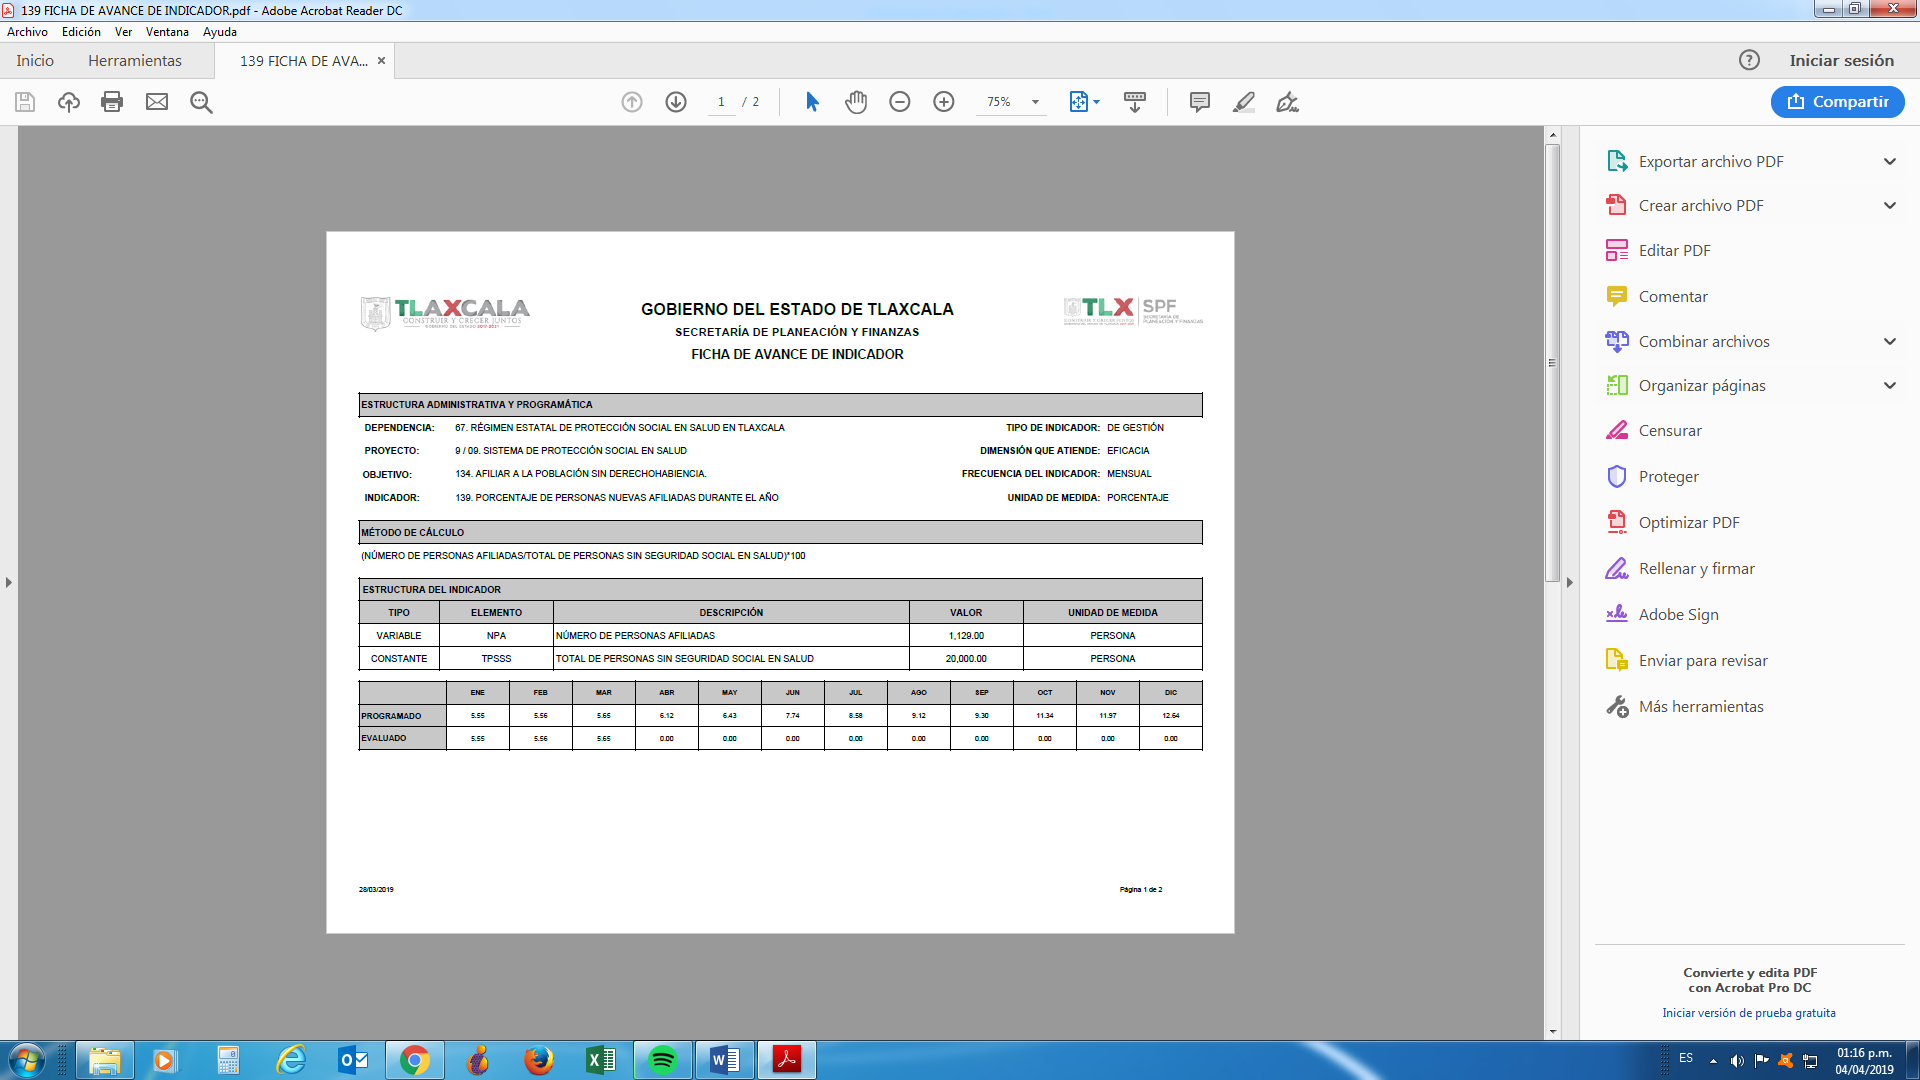 139 FICHA DE AVANCE DE INDICADOR.pdf - Adobe Acrobat Reader DC
Archivo Edición Ver Ventana Ayuda
Inicio Herramientas 139 FICHA DE AVA... × ? Iniciar sesión
1 / 2 75% Compartir
TLAXCALA
CONSTRUIR Y CRECER JUNTOS
GOBIERNO DEL ESTADO 2017-2021
GOBIERNO DEL ESTADO DE TLAXCALA
SECRETARÍA DE PLANEACIÓN Y FINANZAS
FICHA DE AVANCE DE INDICADOR
TLX SPF
SECRETARÍA DE
PLANEACIÓN Y FINANZAS
ESTRUCTURA ADMINISTRATIVA Y PROGRAMÁTICA
DEPENDENCIA: 67. RÉGIMEN ESTATAL DE PROTECCIÓN SOCIAL EN SALUD EN TLAXCALA TIPO DE INDICADOR: DE GESTIÓN
PROYECTO: 9 / 09. SISTEMA DE PROTECCIÓN SOCIAL EN SALUD DIMENSIÓN QUE ATIENDE: EFICACIA
OBJETIVO: 134. AFILIAR A LA POBLACIÓN SIN DERECHOHABIENCIA. FRECUENCIA DEL INDICADOR: MENSUAL
INDICADOR: 139. PORCENTAJE DE PERSONAS NUEVAS AFILIADAS DURANTE EL AÑO UNIDAD DE MEDIDA: PORCENTAJE
MÉTODO DE CÁLCULO
(NÚMERO DE PERSONAS AFILIADAS/TOTAL DE PERSONAS SIN SEGURIDAD SOCIAL EN SALUD)*100
ESTRUCTURA DEL INDICADOR
TIPO ELEMENTO DESCRIPCIÓN VALOR UNIDAD DE MEDIDA
VARIABLE NPA NÚMERO DE PERSONAS AFILIADAS 1,129.00 PERSONA
CONSTANTE TPSSS TOTAL DE PERSONAS SIN SEGURIDAD SOCIAL EN SALUD 20,000.00 PERSONA
ENE FEB MAR ABR MAY JUN JUL AGO SEP OCT NOV DIC
PROGRAMADO 5.55 5.56 5.65 6.12 6.43 7.74 8.58 9.12 9.30 11.34 11.97 12.64
EVALUADO 5.55 5.56 5.65 0.00 0.00 0.00 0.00 0.00 0.00 0.00 0.00 0.00
28/03/2019 Página 1 de 2
Exportar archivo PDF
Crear archivo PDF
Editar PDF
Comentar
Combinar archivos
Organizar páginas
Censurar
Proteger
Optimizar PDF
Rellenar y firmar
Adobe Sign
Enviar para revisar
Más herramientas
Convierte y edita PDF
con Acrobat Pro DC
Iniciar versión de prueba gratuita
ES 01:16 p.m.
04/04/2019